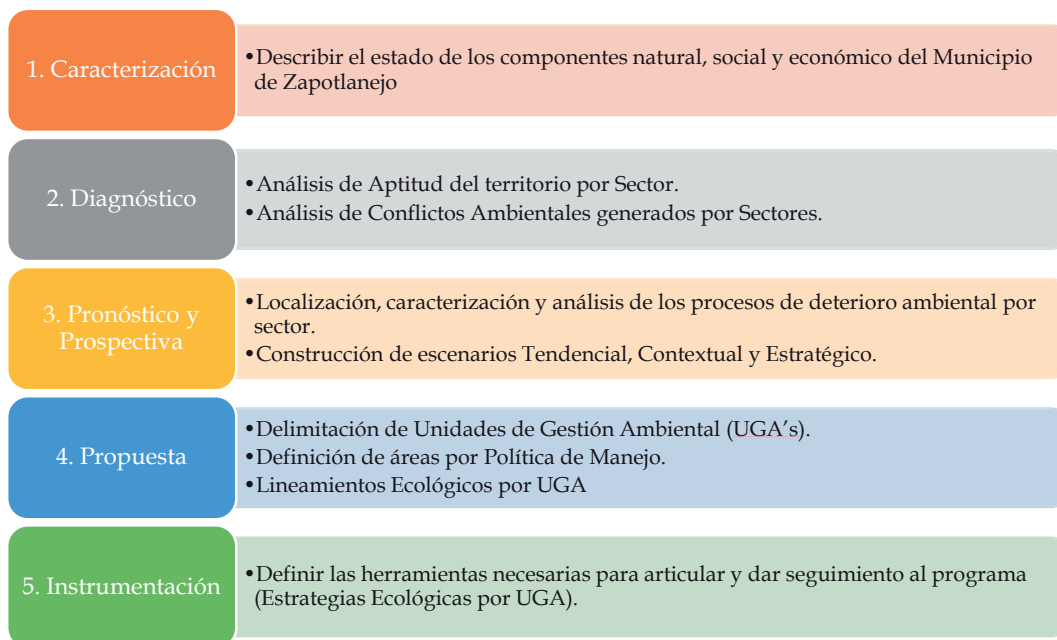 1. Caracterización
•Describir el estado de los componentes natural, social y económico del Municipio
de Zapotlanejo
2. Diagnóstico
•Análisis de Aptitud del territorio por Sector.
•Análisis de Conflictos Ambientales generados por Sectores.
3. Pronóstico y
Prospectiva
•Localización, caracterización y análisis de los procesos de deterioro ambiental por
sector.
•Construcción de escenarios Tendencial, Contextual y Estratégico.
4. Propuesta
•Delimitación de Unidades de Gestión Ambiental (UGA’s).
•Definición de áreas por Política de Manejo.
•Lineamientos Ecológicos por UGA
5. Instrumentación
•Definir las herramientas necesarias para articular y dar seguimiento al programa
(Estrategias Ecológicas por UGA).